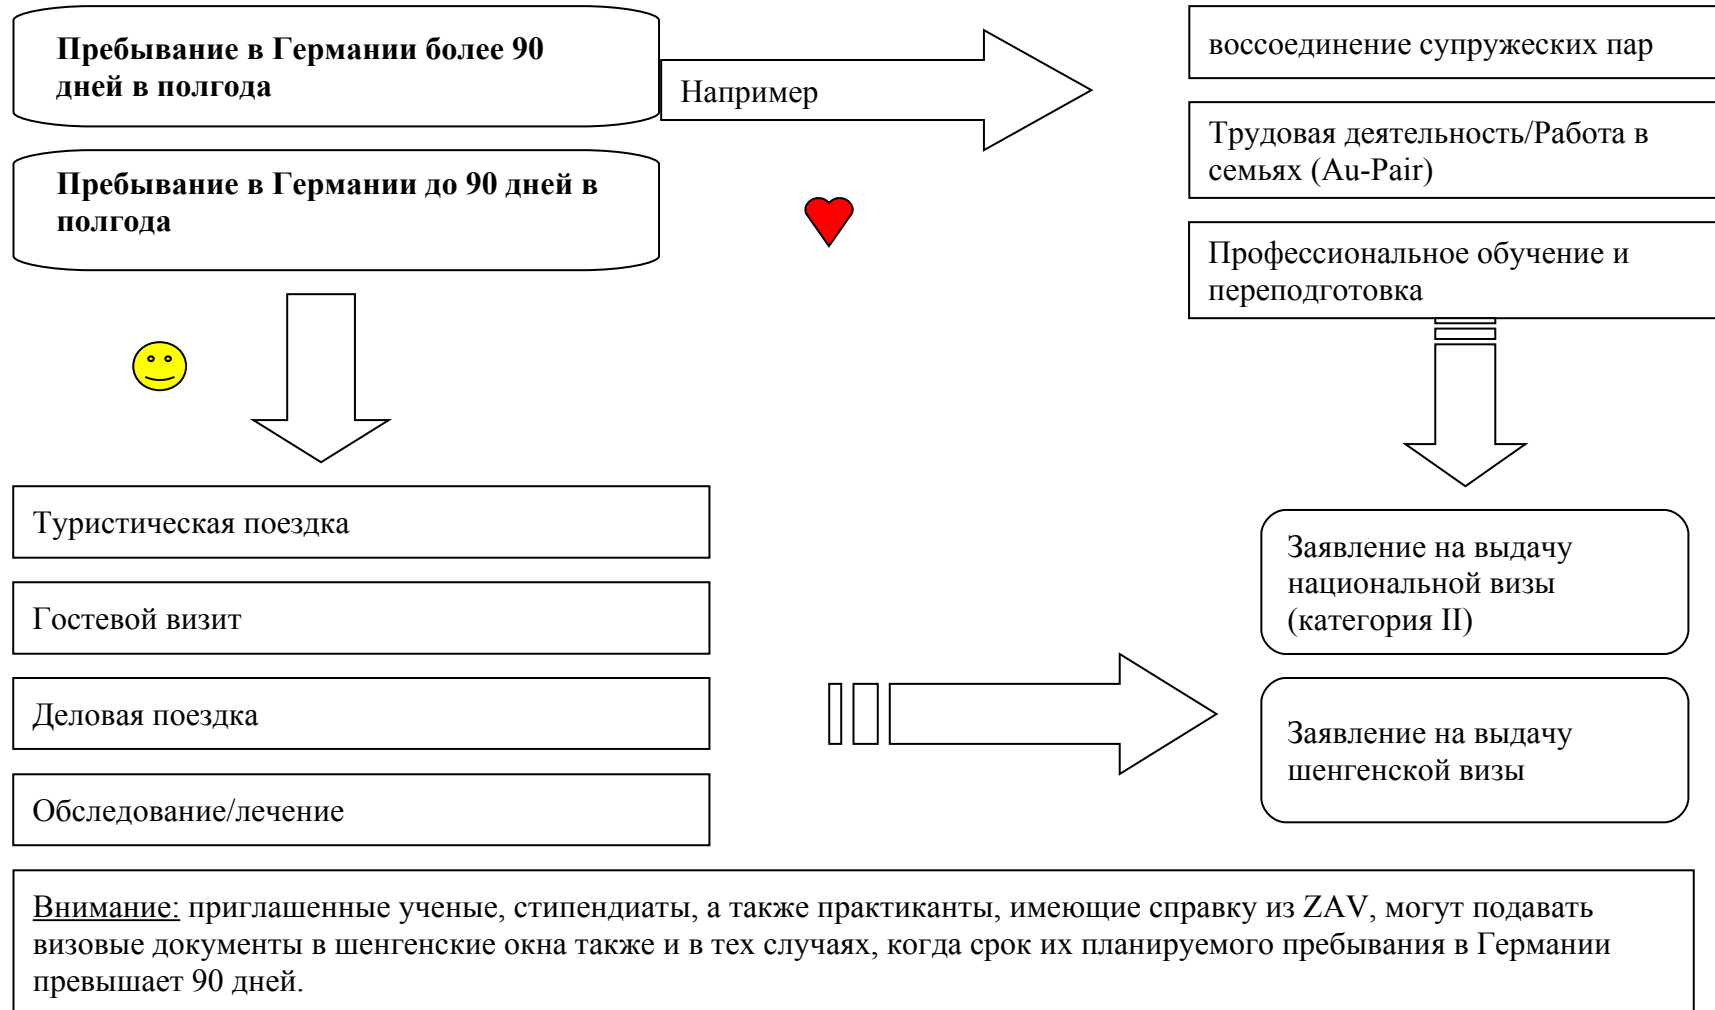 Пребывание в Германии более 90
дней в полгода
Например
воссоединение супружеских пар
Трудовая деятельность/Работа в
семьях (Au-Pair)
Пребывание в Германии до 90 дней в
полгода
Профессиональное обучение и
переподготовка
Туристическая поездка
Гостевой визит
Деловая поездка
Обследование/лечение
Заявление на выдачу
национальной визы
(категория II)
Заявление на выдачу
шенгенской визы
Внимание: приглашенные ученые, стипендиаты, а также практиканты, имеющие справку из ZAV, могут подавать
визовые документы в шенгенские окна также и в тех случаях, когда срок их планируемого пребывания в Германии
превышает 90 дней.